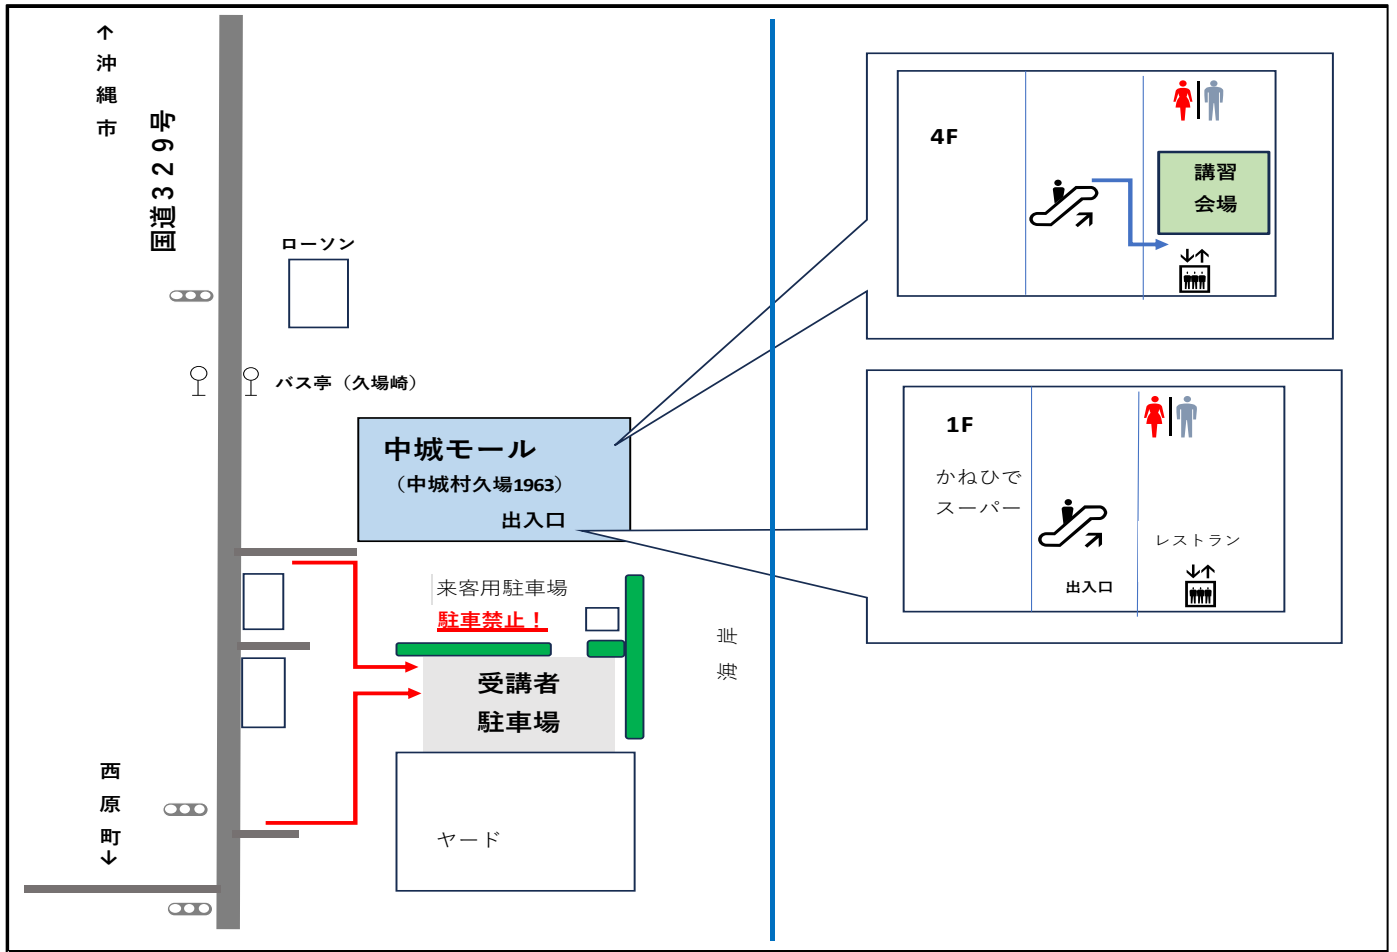 ↑沖縄市
国道３２９号
ローソン
バス亭（久場崎）
中城モール
（中城村久場1963）
出入口
来客用駐車場
駐車禁止！
受講者
駐車場
ヤード
西原町↓
海岸
4F
講習
会場
1F
かねひで
スーパー
レストラン
出入口